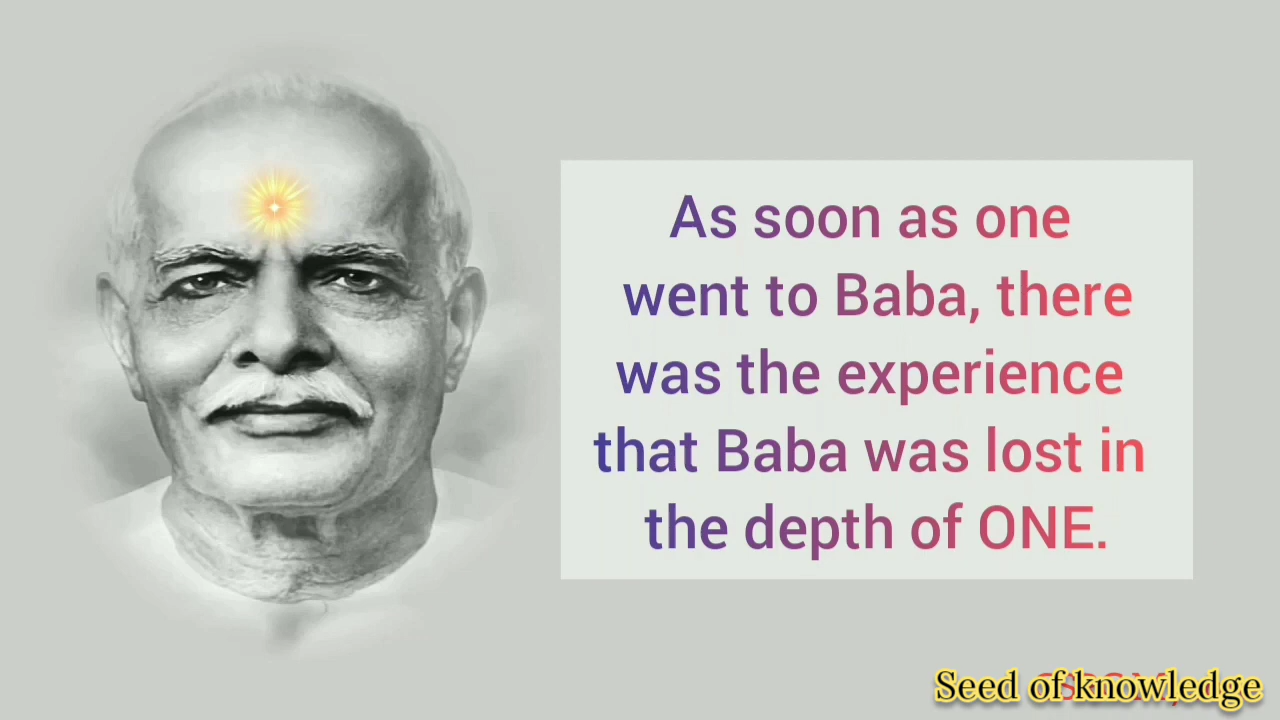 As soon as one
went to Baba, there
was the experience
that Baba was lost in
the depth of ONE.
Seed of knowledge